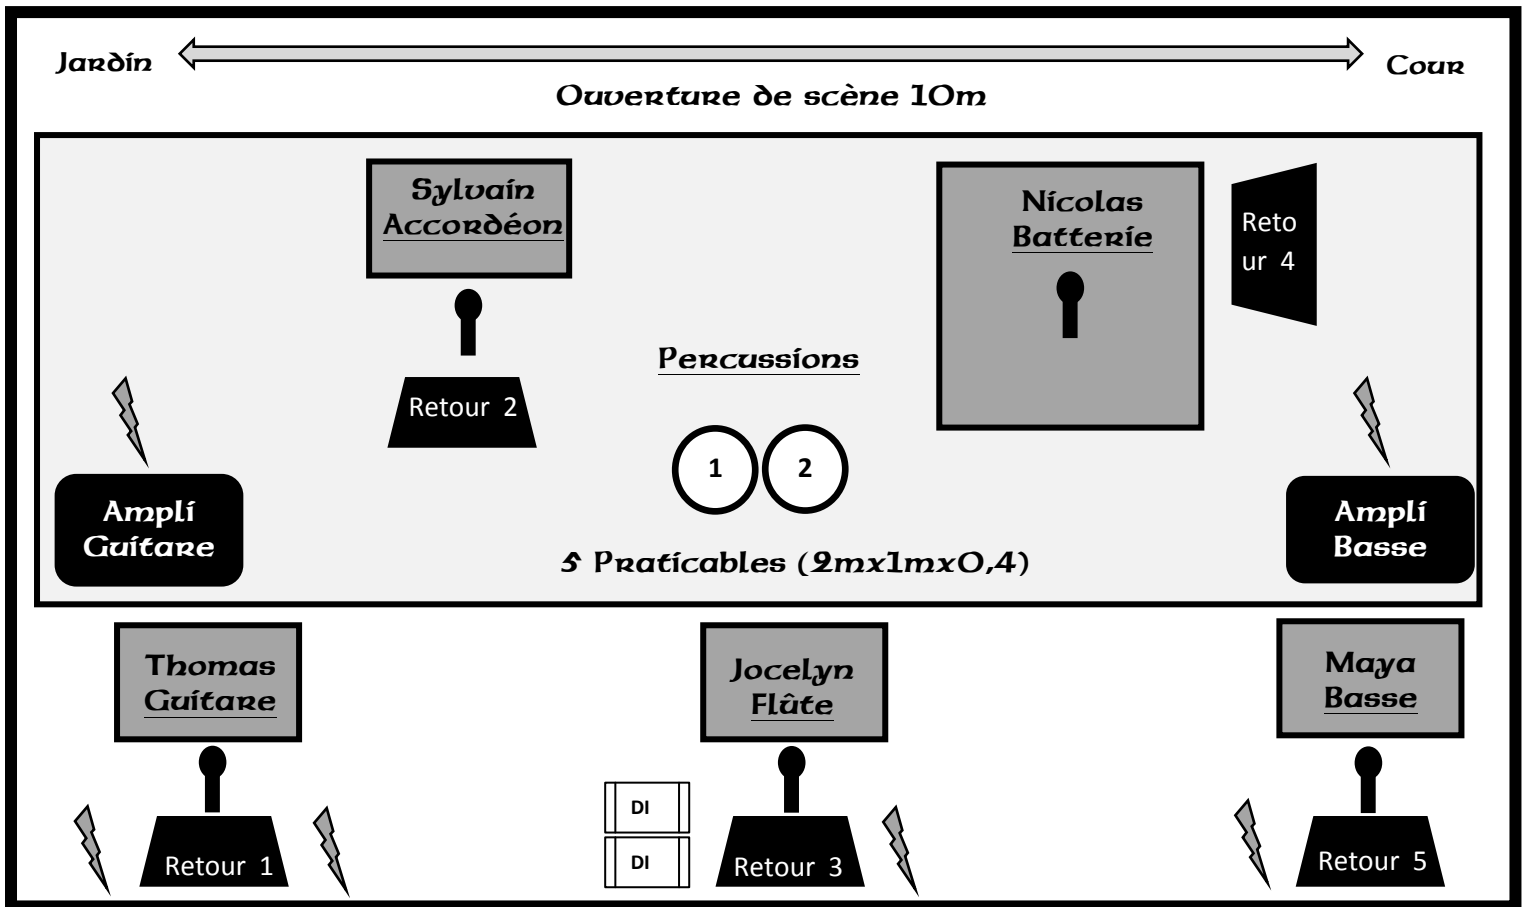 Jardin
Cour
Ouverture de scène 10m
Sylvain
Accordéon
Nicolas
Batterie
Reto
ur 4
Percussions
Retour 2
1
2
Ampli
Guitare
Ampli
Basse
5 Praticables (2mx1mx0,4)
Thomas
Guitare
Jocelyn
Flûte
Maya
Basse
DI
DI
Retour 1
Retour 3
Retour 5